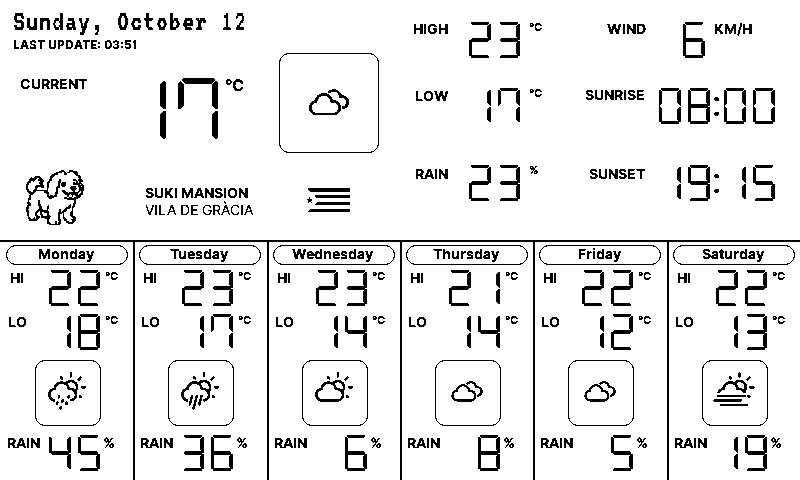 Sunday, October 12
LAST UPDATE: 03:51
CURRENT 17 °C
SUKI MANSION
VILA DE GRÀCIA
HIGH 23 °C
LOW 17 °C
RAIN 23 %
WIND 6 KM/H
SUNRISE 08:00
SUNSET 19:15
Monday
HI 22 °C
LO 18 °C
RAIN 45 %
Tuesday
HI 23 °C
LO 17 °C
RAIN 36 %
Wednesday
HI 23 °C
LO 14 °C
RAIN 6 %
Thursday
HI 21 °C
LO 14 °C
RAIN 8 %
Friday
HI 22 °C
LO 12 °C
RAIN 5 %
Saturday
HI 22 °C
LO 13 °C
RAIN 19 %